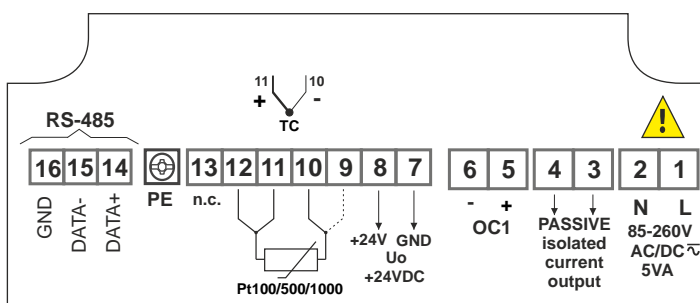 11 10
+ -
TC
RS-485
16 15 14 PE 13 12 11 10 9 8 7 6 5 4 3 2 1
GND
DATA-
DATA+
n.c.
+24V GND
Uo
+24VDC
Pt100/500/1000
- +
OC1
PASSIVE
isolated
current
output
!
N L
85-260V
AC/DC
5VA